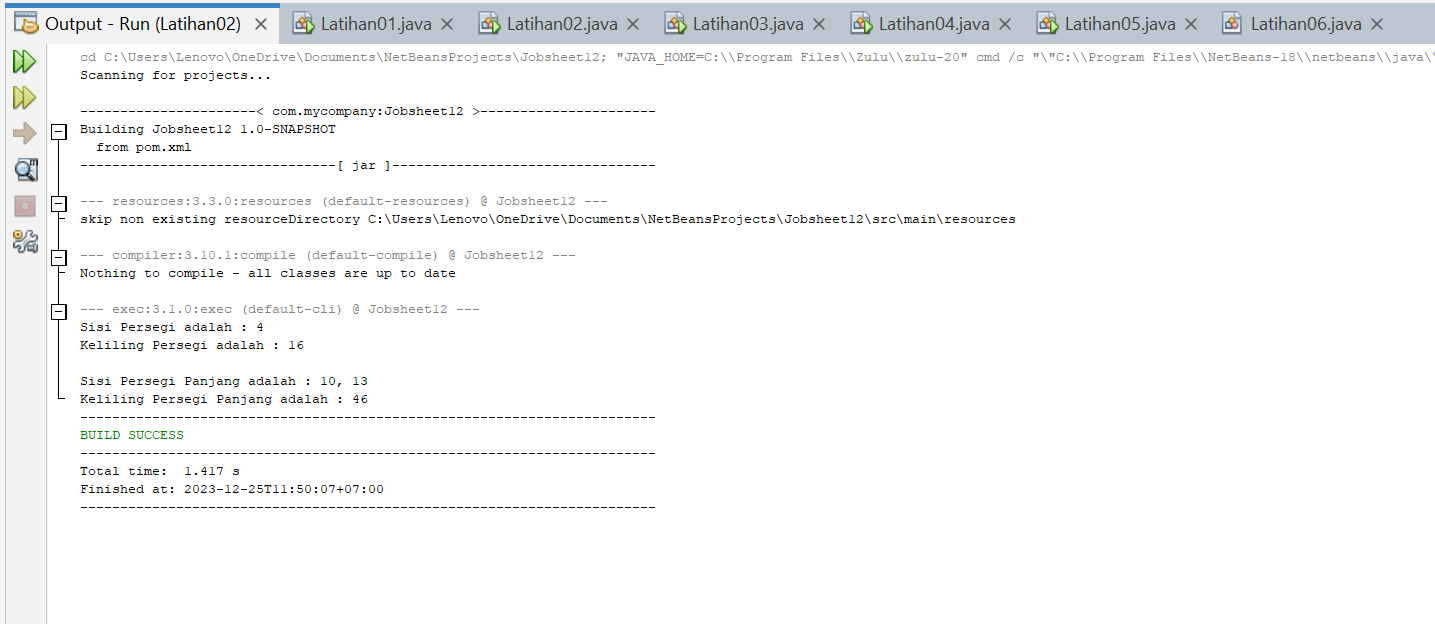 Output - Run (Latihan02) Latihan01.java Latihan02.java Latihan03.java Latihan04.java Latihan05.java Latihan06.java
cd C:\Users\Lenovo\OneDrive\Documents\NetBeansProjects\Jobsheet12; "JAVA_HOME=C:\\Program Files\\Zulu\\zulu-20" cmd /c "\"C:\\Program Files\\NetBeans-18\\netbeans\\java\\
Scanning for projects...
----------------------< com.mycompany:Jobsheet12 >----------------------
Building Jobsheet12 1.0-SNAPSHOT
from pom.xml
--------------------------------[ jar ]---------------------------------
--- resources:3.3.0:resources (default-resources) @ Jobsheet12 ---
skip non existing resourceDirectory C:\Users\Lenovo\OneDrive\Documents\NetBeansProjects\Jobsheet12\src\main\resources
--- compiler:3.10.1:compile (default-compile) @ Jobsheet12 ---
Nothing to compile - all classes are up to date
--- exec:3.1.0:exec (default-cli) @ Jobsheet12 ---
Sisi Persegi adalah : 4
Keliling Persegi adalah : 16
Sisi Persegi Panjang adalah : 10, 13
Keliling Persegi Panjang adalah : 46
------------------------------------------------------------------------
BUILD SUCCESS
------------------------------------------------------------------------
Total time:  1.417 s
Finished at: 2023-12-25T11:50:07+07:00
------------------------------------------------------------------------